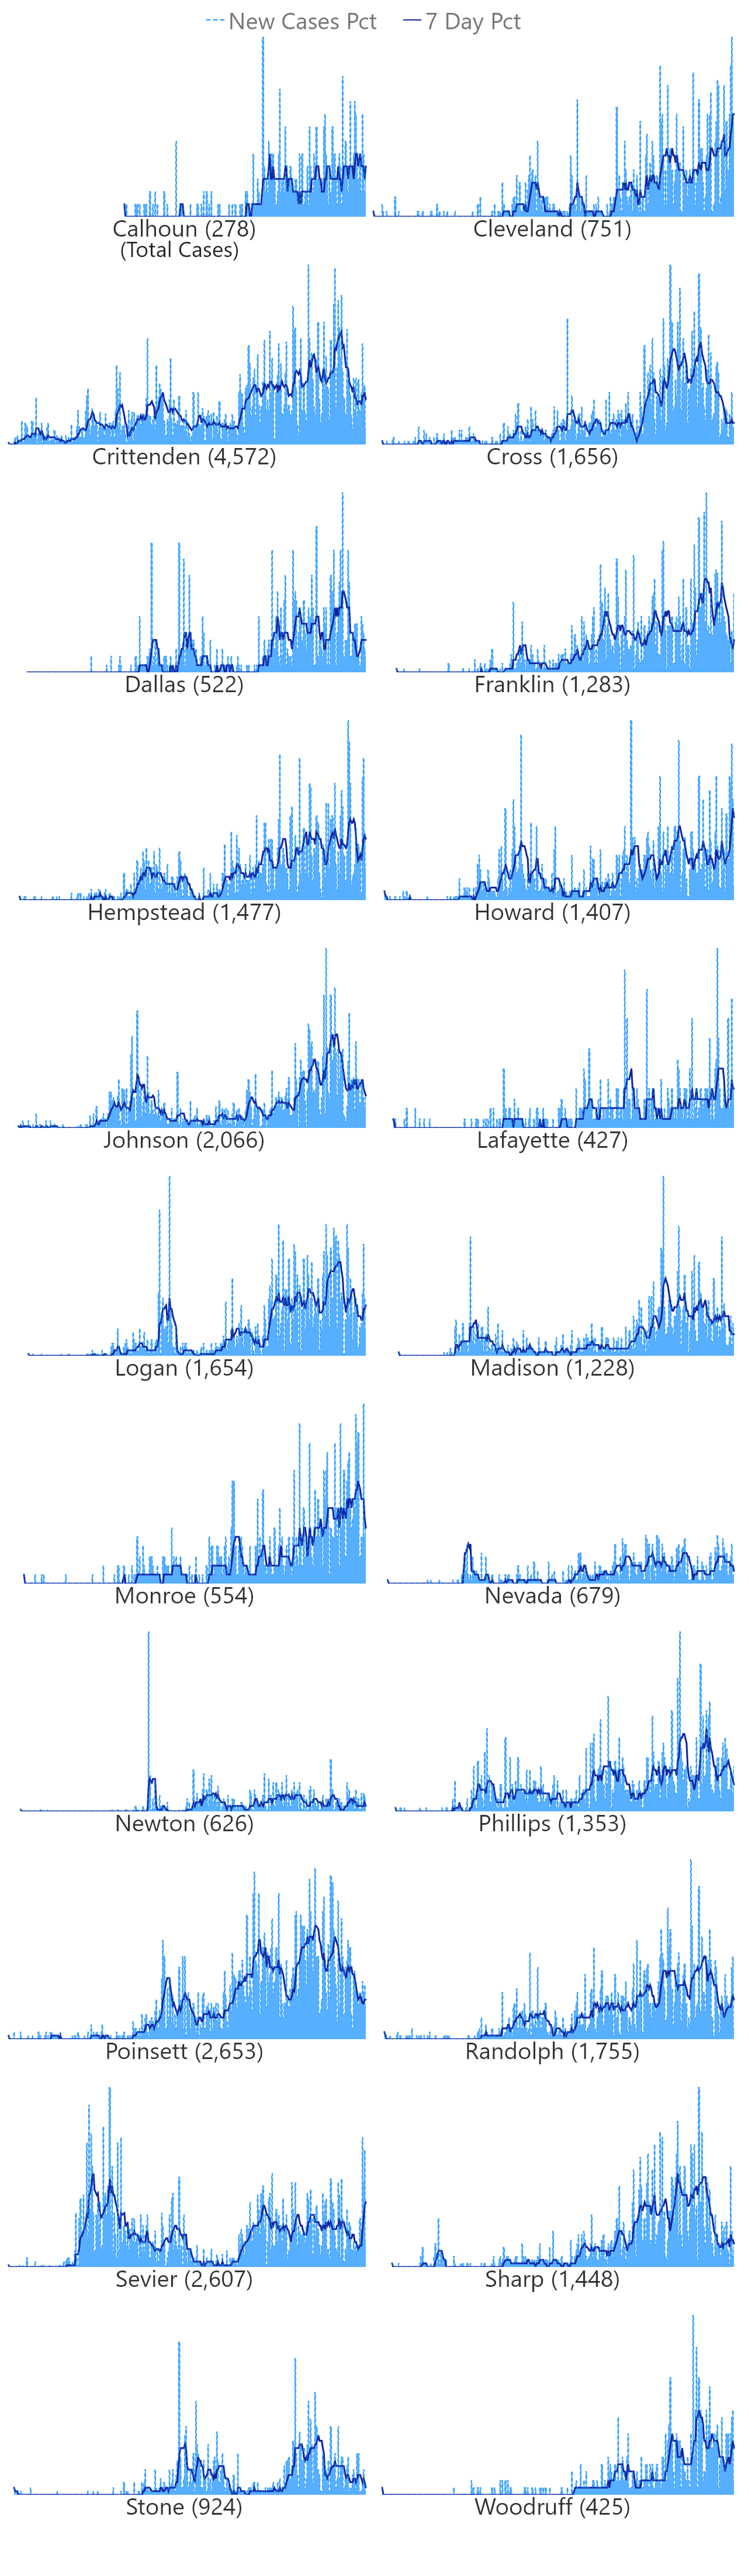 New Cases Pct 7 Day Pct
Calhoun (278) Cleveland (751)
(Total Cases)
Crittenden (4,572) Cross (1,656)
Dallas (522) Franklin (1,283)
Hempstead (1,477) Howard (1,407)
Johnson (2,066) Lafayette (427)
Logan (1,654) Madison (1,228)
Monroe (554) Nevada (679)
Newton (626) Phillips (1,353)
Poinsett (2,653) Randolph (1,755)
Sevier (2,607) Sharp (1,448)
Stone (924) Woodruff (425)